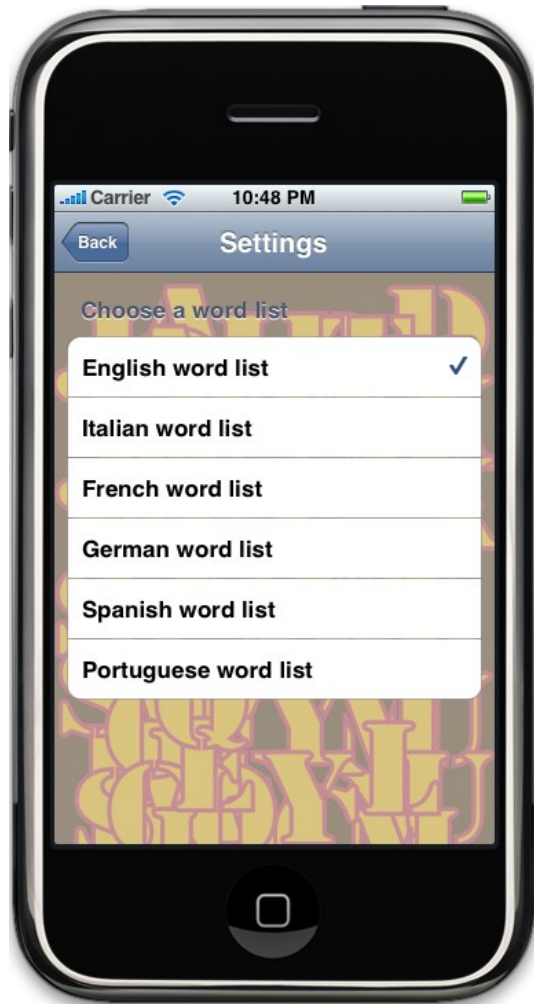 Carrier 10:48 PM
Back Settings
Choose a word list
English word list
Italian word list
French word list
German word list
Spanish word list
Portuguese word list